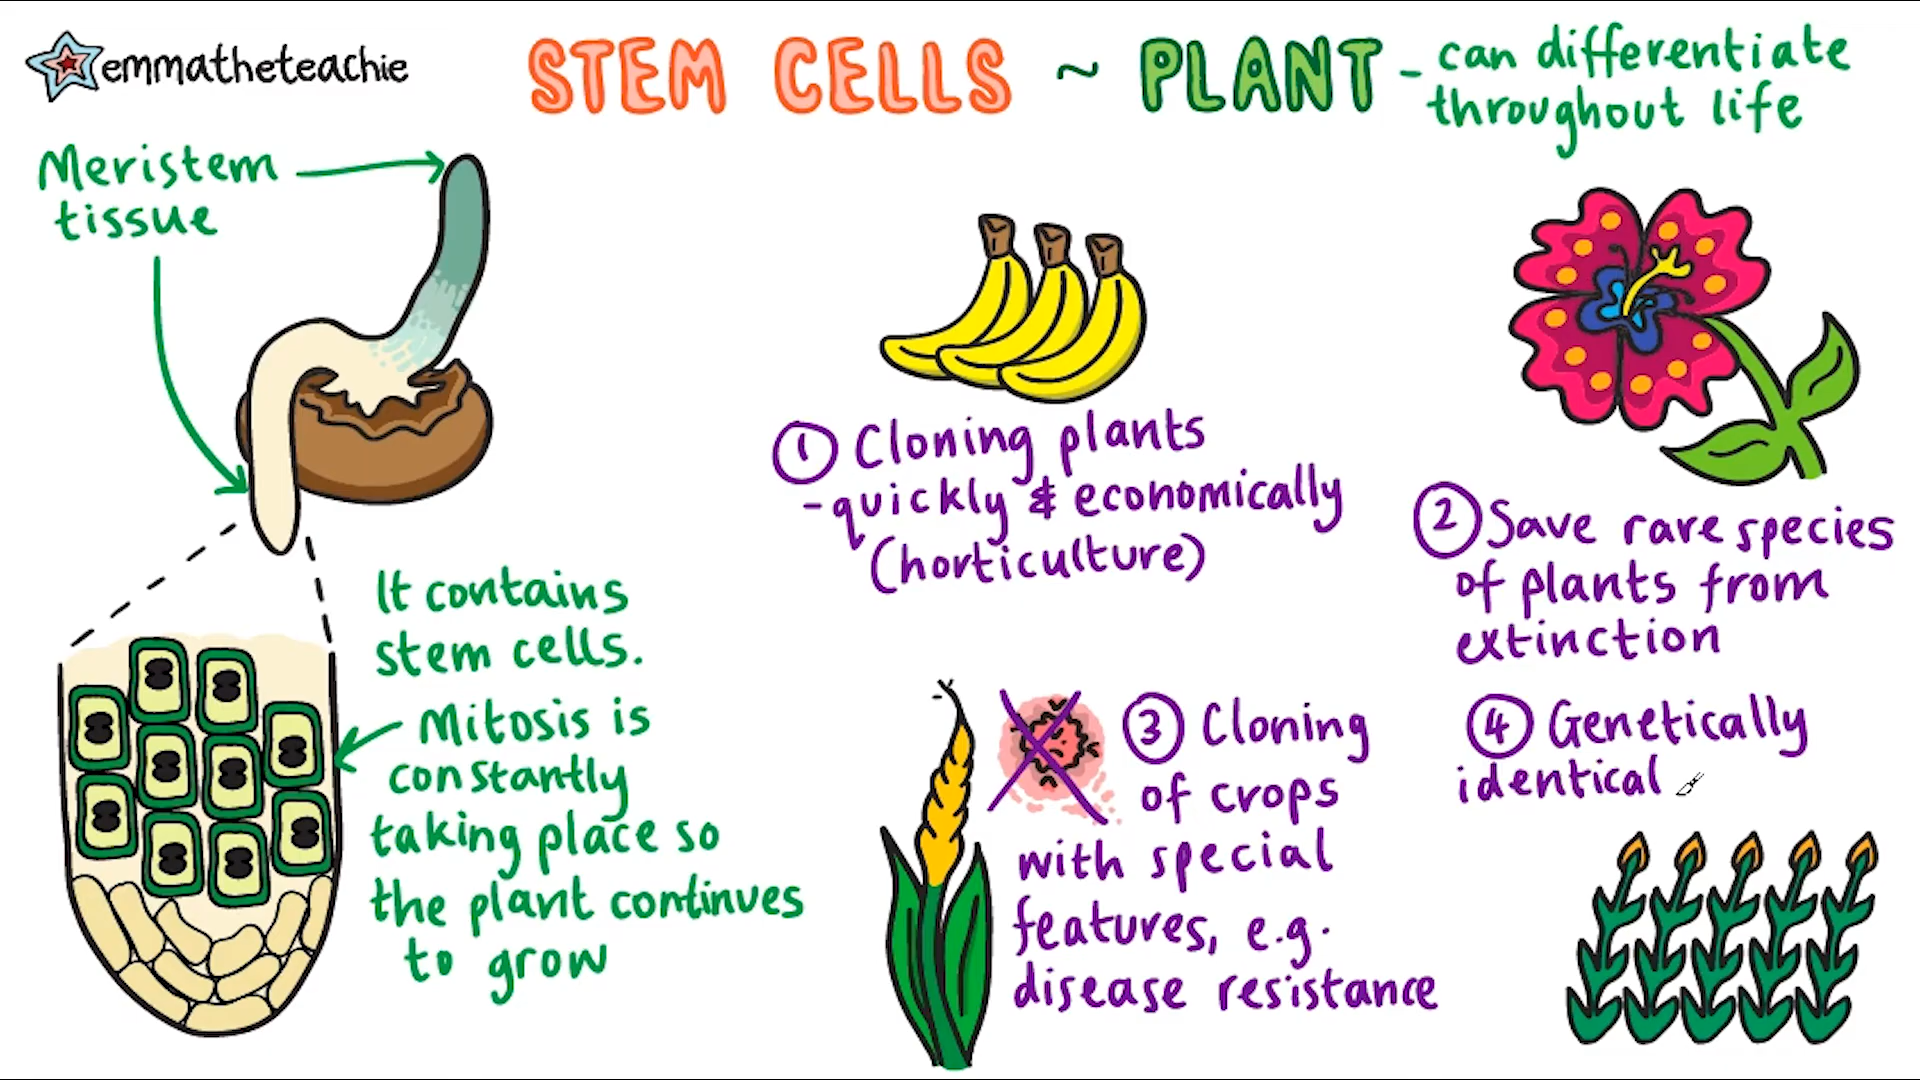 emmatheteachie
STEM CELLS ~ PLANT - can differentiate
throughout life
Meristem
tissue
It contains
stem cells.
Mitosis is
constantly
taking place so
the plant continues
to grow
① Cloning plants
- quickly & economically
(horticulture)
② Save rare species
of plants from
extinction
③ Cloning
of crops
with special
features, e.g.
disease resistance
④ Genetically
identical